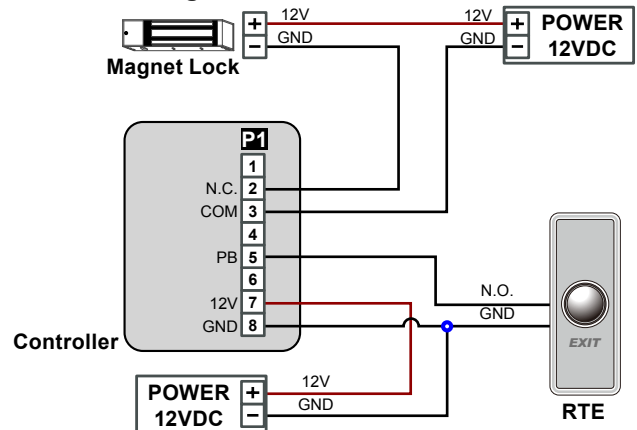 12V
12V
POWER
12VDC
+
−
GND
GND
+
−
Magnet Lock
P1
1
N.C. 2
COM 3
4
PB 5
6
12V 7
GND 8
N.O.
GND
EXIT
RTE
Controller
POWER
12VDC
+
−
12V
GND